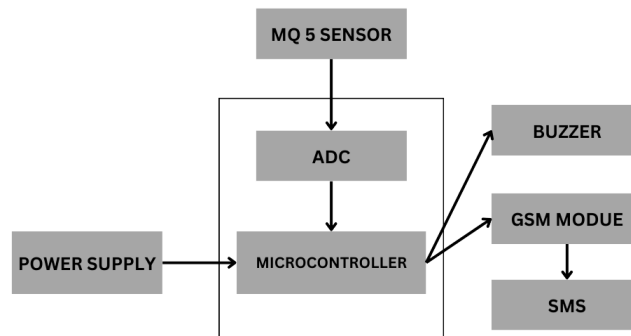 MQ 5 SENSOR
ADC
BUZZER
GSM MODUE
POWER SUPPLY
MICROCONTROLLER
SMS